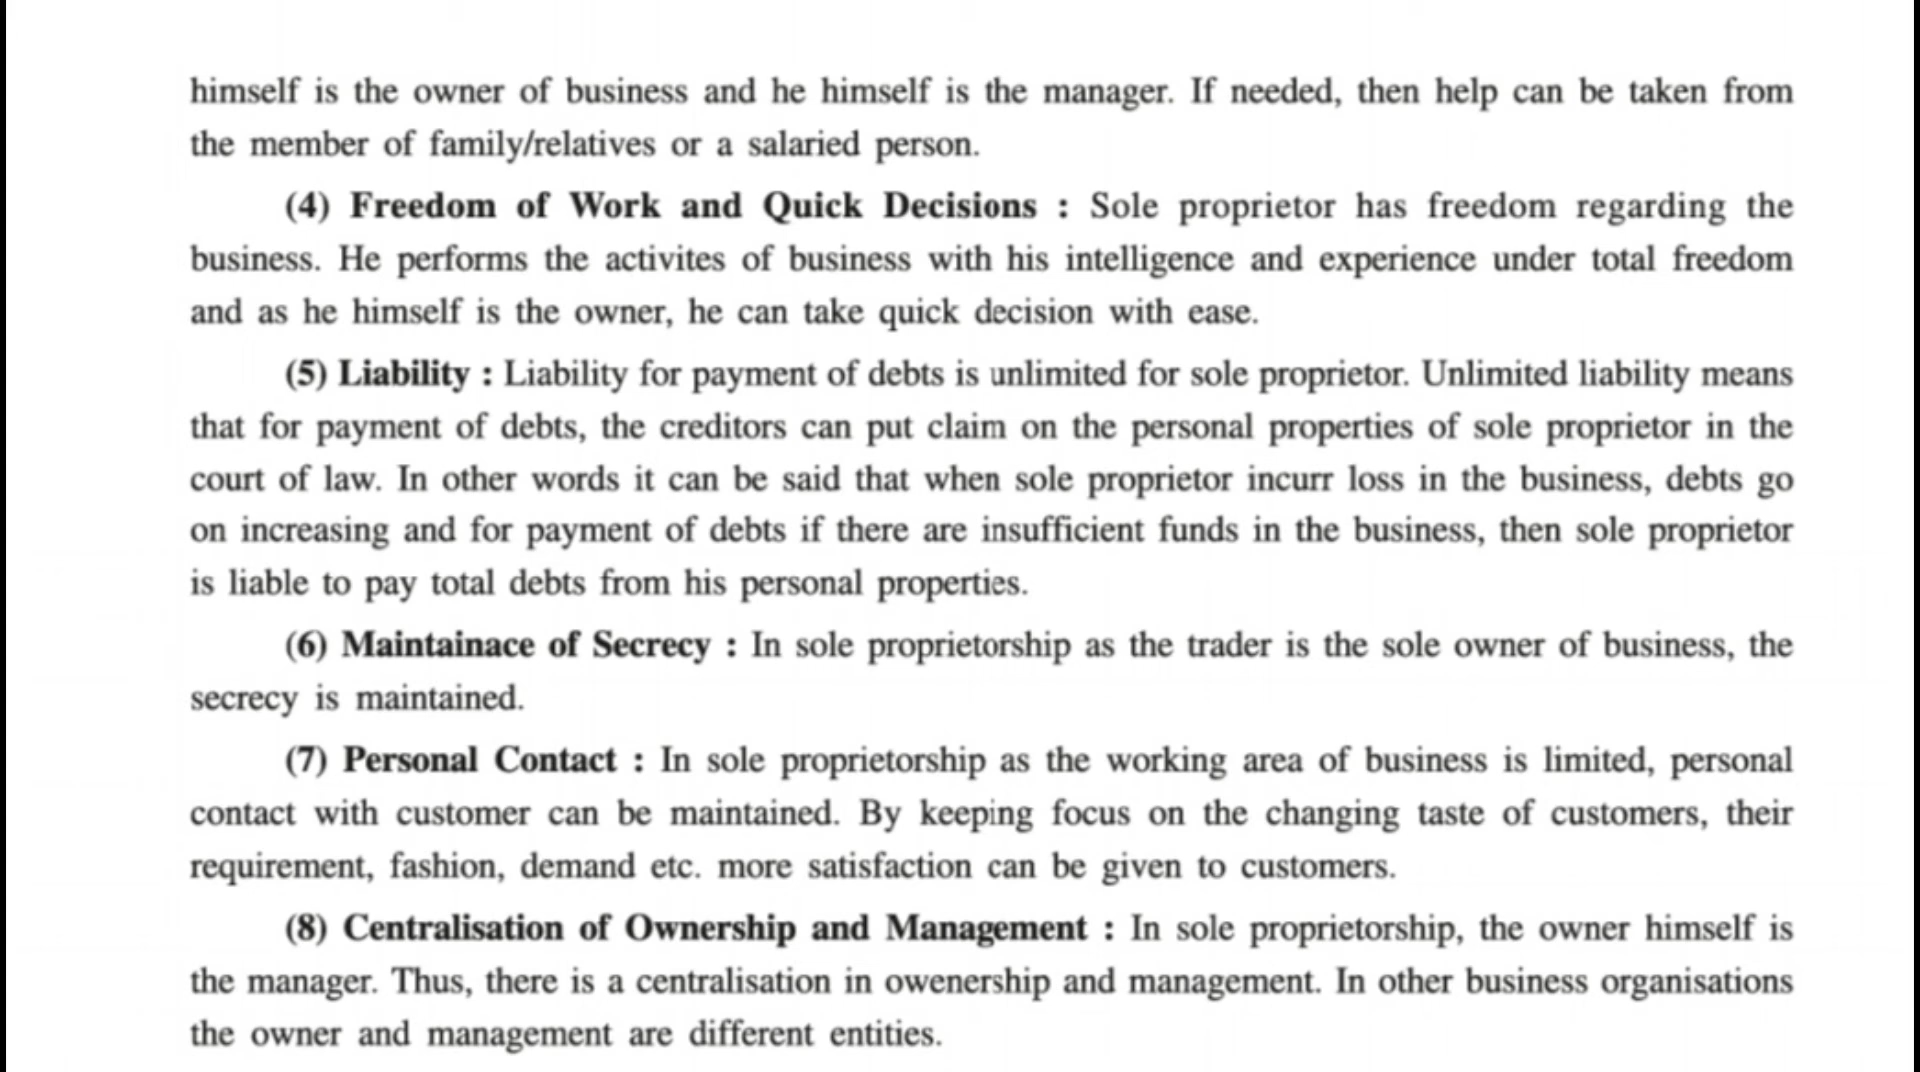 himself is the owner of business and he himself is the manager. If needed, then help can be taken from
the member of family/relatives or a salaried person.
(4) Freedom of Work and Quick Decisions : Sole proprietor has freedom regarding the
business. He performs the activites of business with his intelligence and experience under total freedom
and as he himself is the owner, he can take quick decision with ease.
(5) Liability : Liability for payment of debts is unlimited for sole proprietor. Unlimited liability means
that for payment of debts, the creditors can put claim on the personal properties of sole proprietor in the
court of law. In other words it can be said that when sole proprietor incurr loss in the business, debts go
on increasing and for payment of debts if there are insufficient funds in the business, then sole proprietor
is liable to pay total debts from his personal properties.
(6) Maintainace of Secrecy : In sole proprietorship as the trader is the sole owner of business, the
secrecy is maintained.
(7) Personal Contact : In sole proprietorship as the working area of business is limited, personal
contact with customer can be maintained. By keeping focus on the changing taste of customers, their
requirement, fashion, demand etc. more satisfaction can be given to customers.
(8) Centralisation of Ownership and Management : In sole proprietorship, the owner himself is
the manager. Thus, there is a centralisation in owenership and management. In other business organisations
the owner and management are different entities.